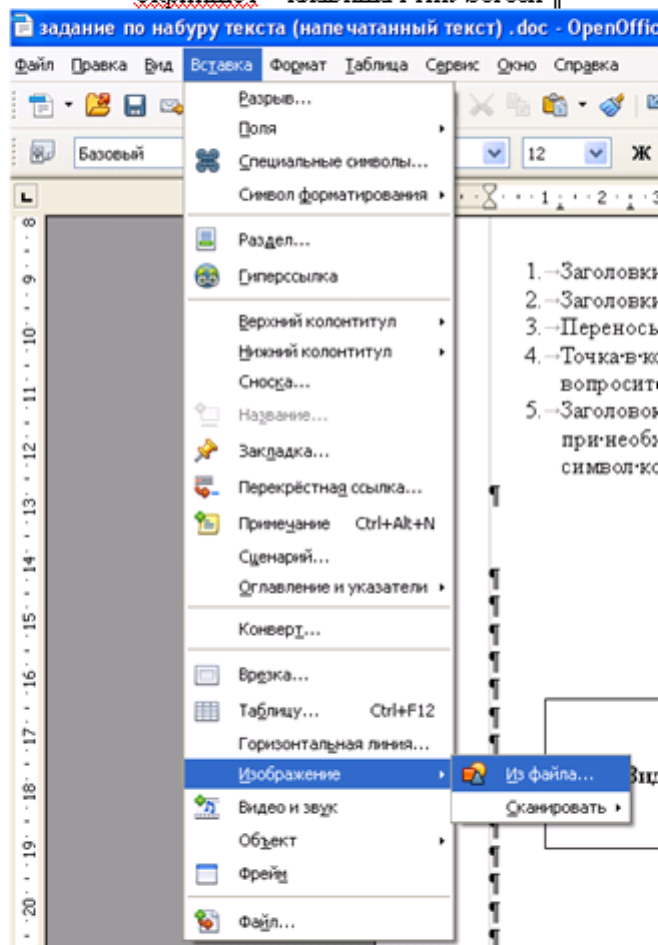 задание по набуру текста (напечатанный текст) .doc - OpenOffic
Файл Правка Вид Вставка Формат Таблица Сервис Окно Справка
Базовый 12 Ж
Разрыв...
Поля
Специальные символы...
Символ форматирования
1 2 3
Раздел...
Гиперссылка
Верхний колонтитул
Нижний колонтитул
Сноска...
Название...
Закладка...
Перекрёстная ссылка...
Примечание Ctrl+Alt+N
Сценарий...
Оглавление и указатели
Конверт...
Врезка...
Таблицу... Ctrl+F12
Горизонтальная линия...
Изображение
Видео и звук
Объект
Фрейм
Файл...
Из файла...
Сканировать
8
9
10
11
12
13
14
15
16
17
18
19
20
1.→Заголовки
2.→Заголовки
3.→Переносы
4.→Точка·в·ко
вопросите
5.→Заголовок
при·необх
символ·ко
¶
¶
¶
¶
¶
¶
¶
¶
¶
Вид
¶
¶
¶
¶